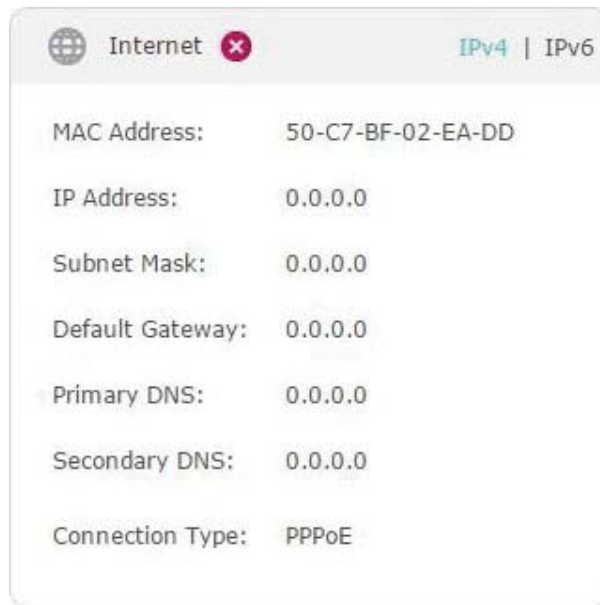 Internet IPv4 | IPv6
MAC Address: 50-C7-BF-02-EA-DD
IP Address: 0.0.0.0
Subnet Mask: 0.0.0.0
Default Gateway: 0.0.0.0
Primary DNS: 0.0.0.0
Secondary DNS: 0.0.0.0
Connection Type: PPPoE